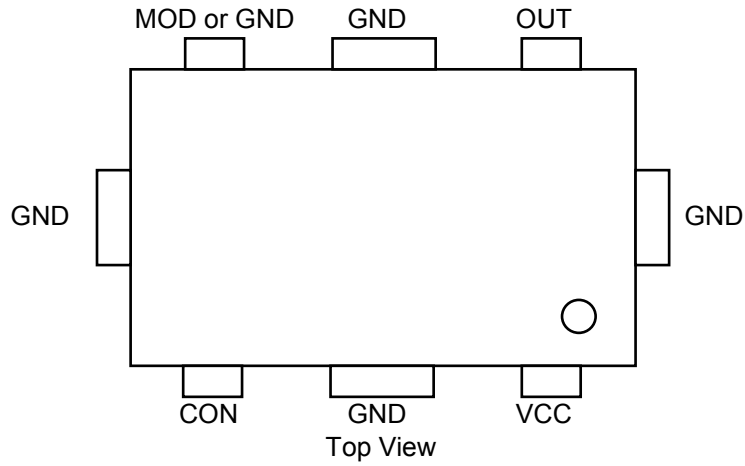 MOD or GND GND OUT
GND GND
CON GND VCC
Top View